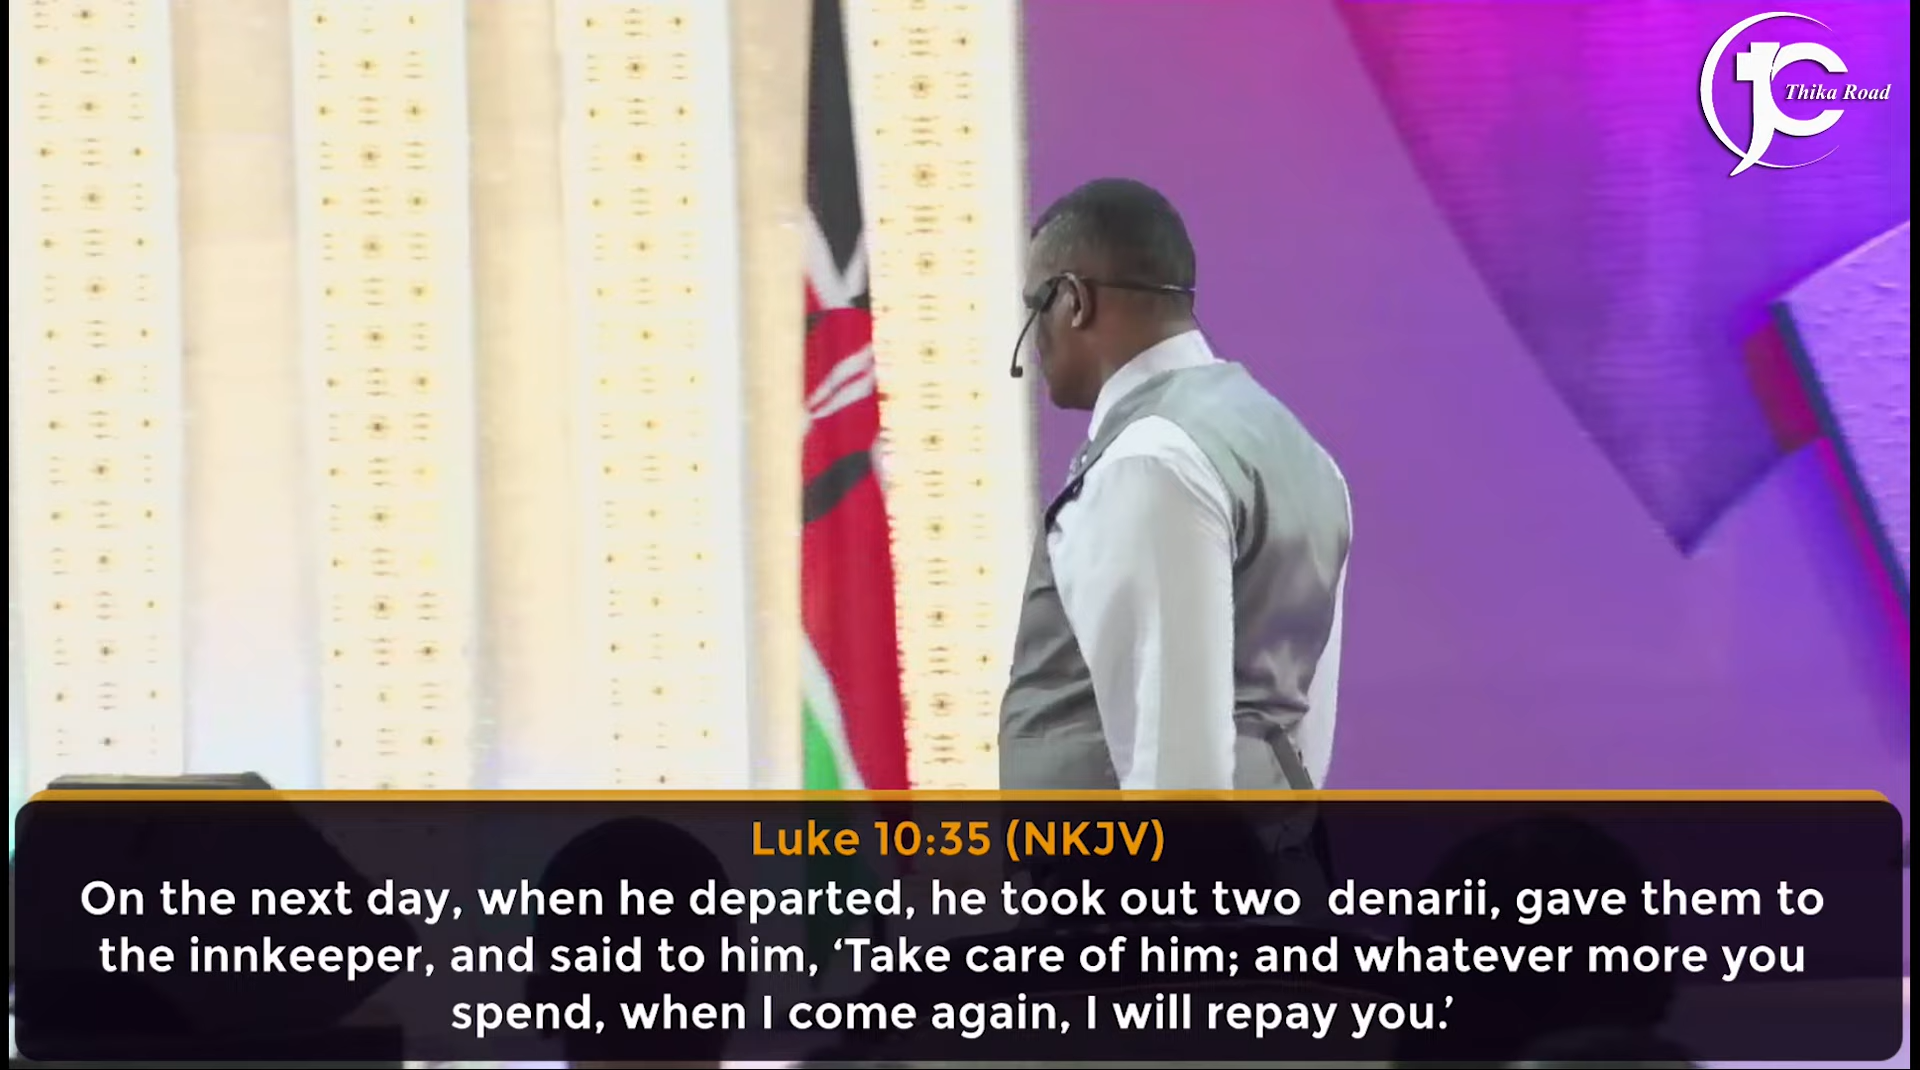 JC
Thika Road
Luke 10:35 (NKJV)
On the next day, when he departed, he took out two  denarii, gave them to
the innkeeper, and said to him, ‘Take care of him; and whatever more you
spend, when I come again, I will repay you.’